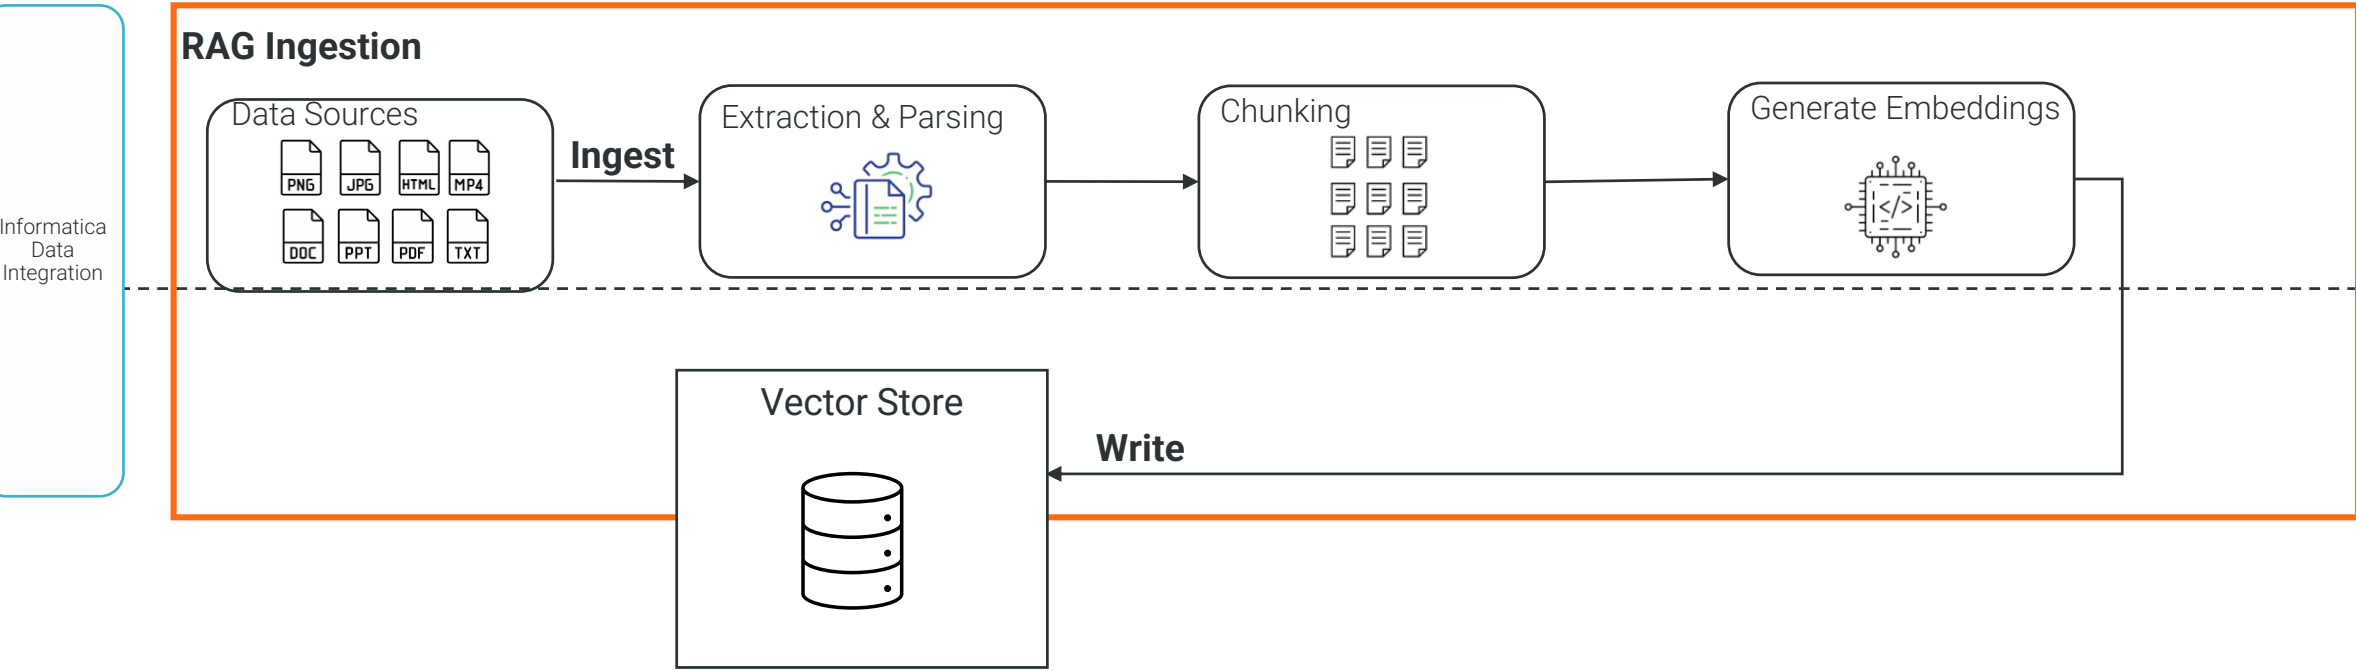 RAG Ingestion
Data Sources
PNG
JPG
HTML
MP4
DOC
PPT
PDF
TXT
Ingest
Extraction & Parsing
Chunking
Generate Embeddings
</>
Informatica
Data
Integration
Vector Store
Write